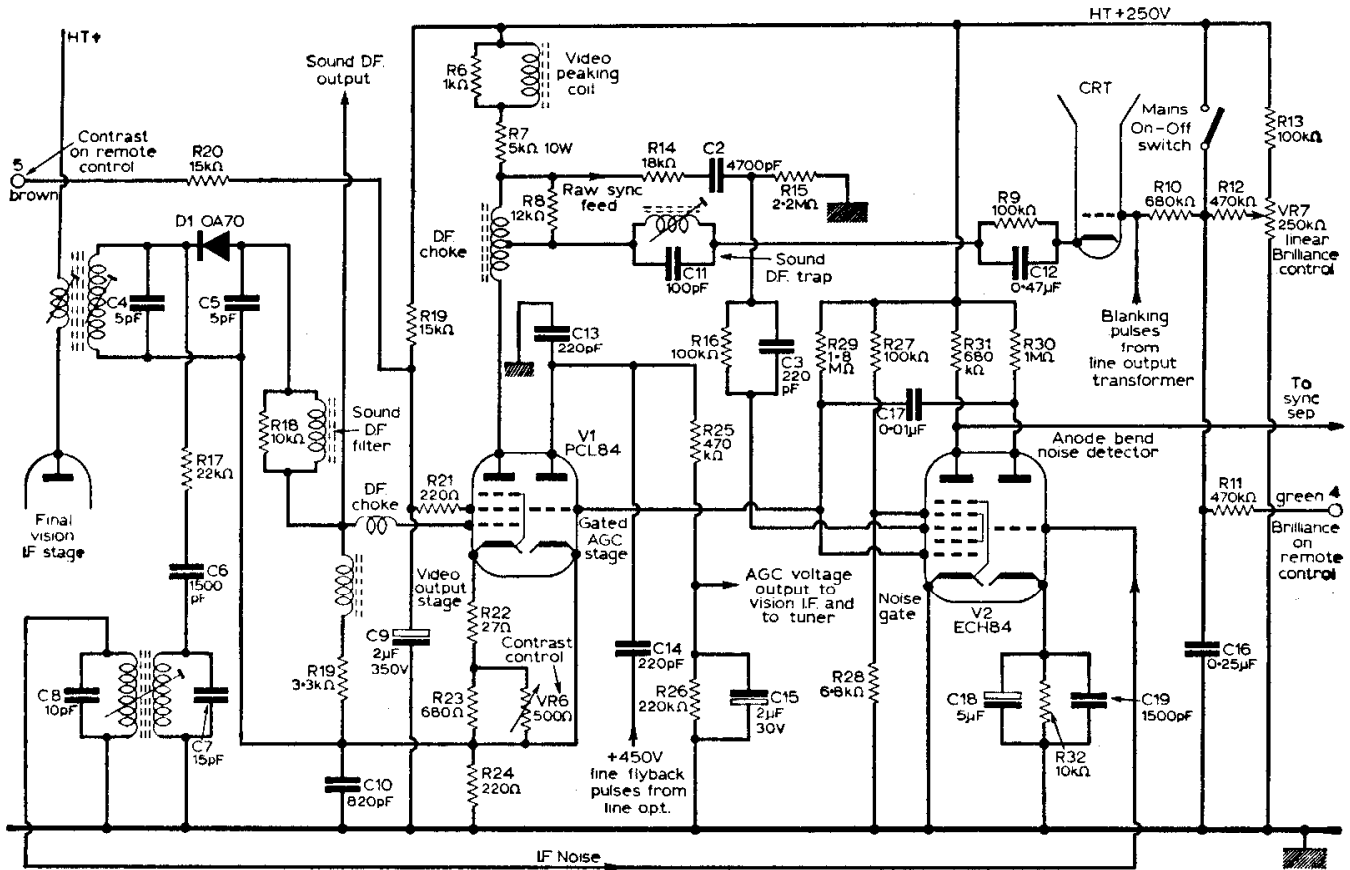 HT+
HT+250V
Sound D.F.
output
R6
1kΩ
Video
peaking
coil
CRT
Mains
On-Off
switch
R13
100kΩ
5
brown
Contrast
on remote
control
R20
15kΩ
R7
5kΩ 10W
R14
18kΩ
C2
4700pF
Raw sync
feed
R15
2·2MΩ
R8
12kΩ
R9
100kΩ
R10
680kΩ
R12
470kΩ
VR7
250kΩ
linear
Brilliance
control
D1 OA70
D.F.
choke
C11
100pF
Sound
D.F. trap
C12
0·47μF
C4
5pF
C5
5pF
R19
15kΩ
C13
220pF
R16
100kΩ
C3
220
pF
R29
1·8
MΩ
R27
100kΩ
R31
680
kΩ
R30
1MΩ
Blanking
pulses
from
line output
transformer
To
sync
sep
R18
10kΩ
Sound
D.F.
filter
V1
PCL84
R25
470
kΩ
C17
0·01μF
Anode bend
noise detector
R17
22kΩ
D.F.
choke
R21
220Ω
Gated
AGC
stage
R11
470kΩ
green 4
Brilliance
on
remote
control
Final
vision
I.F stage
C6
1500
pF
Video
output
stage
AGC voltage
output to
vision I.F. and
to tuner
Noise
gate
V2
ECH84
R22
27Ω
Contrast
control
C9
2μF
350V
C14
220pF
R28
6·8kΩ
C16
0·25μF
C8
10pF
C7
15pF
R19
3·3kΩ
R23
680Ω
VR6
500Ω
R26
220kΩ
C15
2μF
30V
C18
5μF
C19
1500pF
R32
10kΩ
C10
820pF
R24
220Ω
+450V
line flyback
pulses from
line o.p.t.
I.F Noise